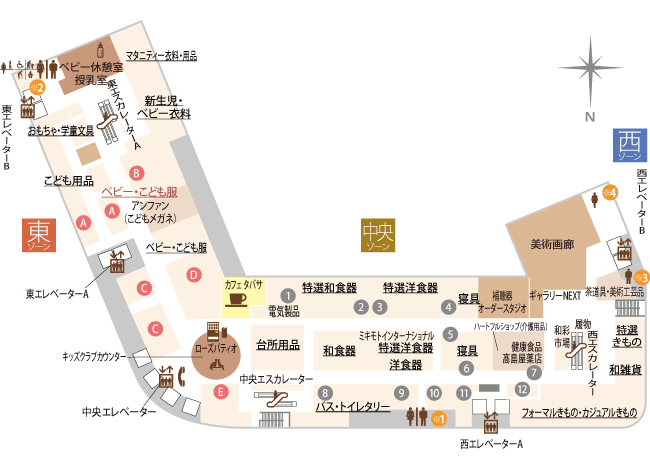 マタニティー衣料・用品
ベビー休憩室
授乳室
※2
東エレベーターB
東エスカレーターA
新生児・
ベビー衣料
おもちゃ・学童文具
こども用品
B
ベビー・こども服
A
A
アンファン
(こどもメガネ)
東
ゾーン
ベビー・こども服
東エレベーターA
C
D
C
キッズクラブカウンター
ローズパティオ
中央エレベーター
E
N
西
ゾーン
西エレベーターB
※4
※3
中央
ゾーン
美術画廊
カフェ タバサ
1
電気製品
特選和食器
2
3
特選洋食器
4
寝具
補聴器
オーダースタジオ
ギャラリーNEXT
茶道具・美術工芸品
台所用品
和食器
ミキモトインターナショナル
特選洋食器
洋食器
5
寝具
6
ハートフルショップ(介護用品)
健康食品
高島屋薬店
7
和彩
市場
履物
西エスカレーター
特選
きもの
和雑貨
中央エスカレーター
8
バス・トイレタリー
9
※1
10
11
12
フォーマルきもの・カジュアルきもの
西エレベーターA